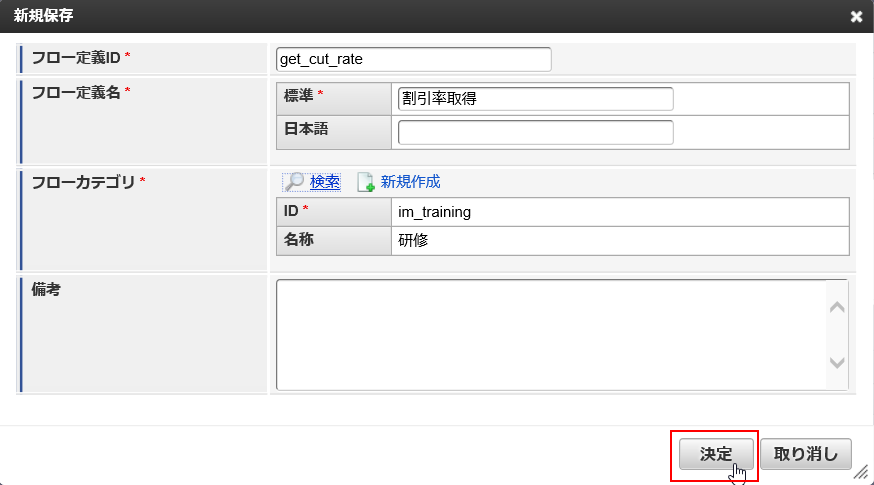 新規保存
フロー定義ID *
get_cut_rate
フロー定義名 *
標準 *
割引率取得
日本語
フローカテゴリ *
検索 新規作成
ID *
im_training
名称
研修
備考
決定 取り消し